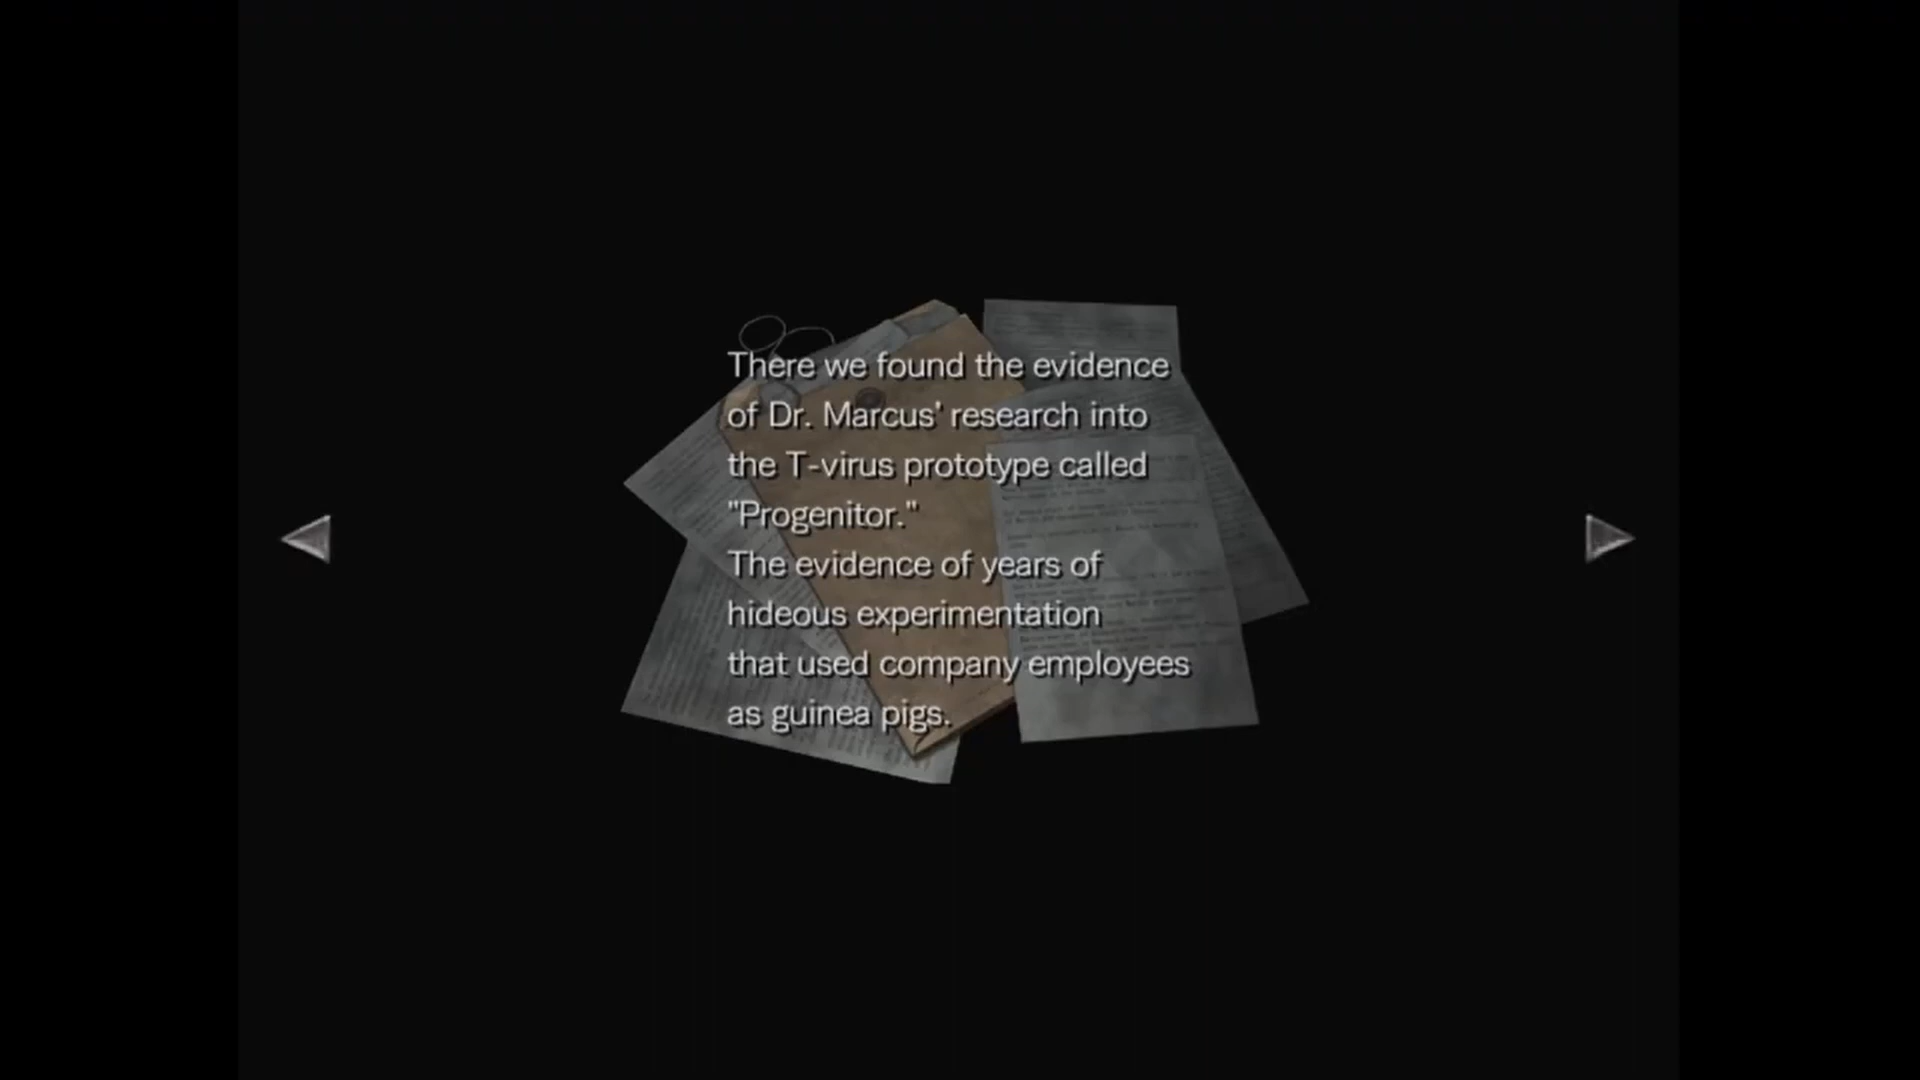 There we found the evidence
of Dr. Marcus' research into
the T-virus prototype called
"Progenitor."
The evidence of years of
hideous experimentation
that used company employees
as guinea pigs.